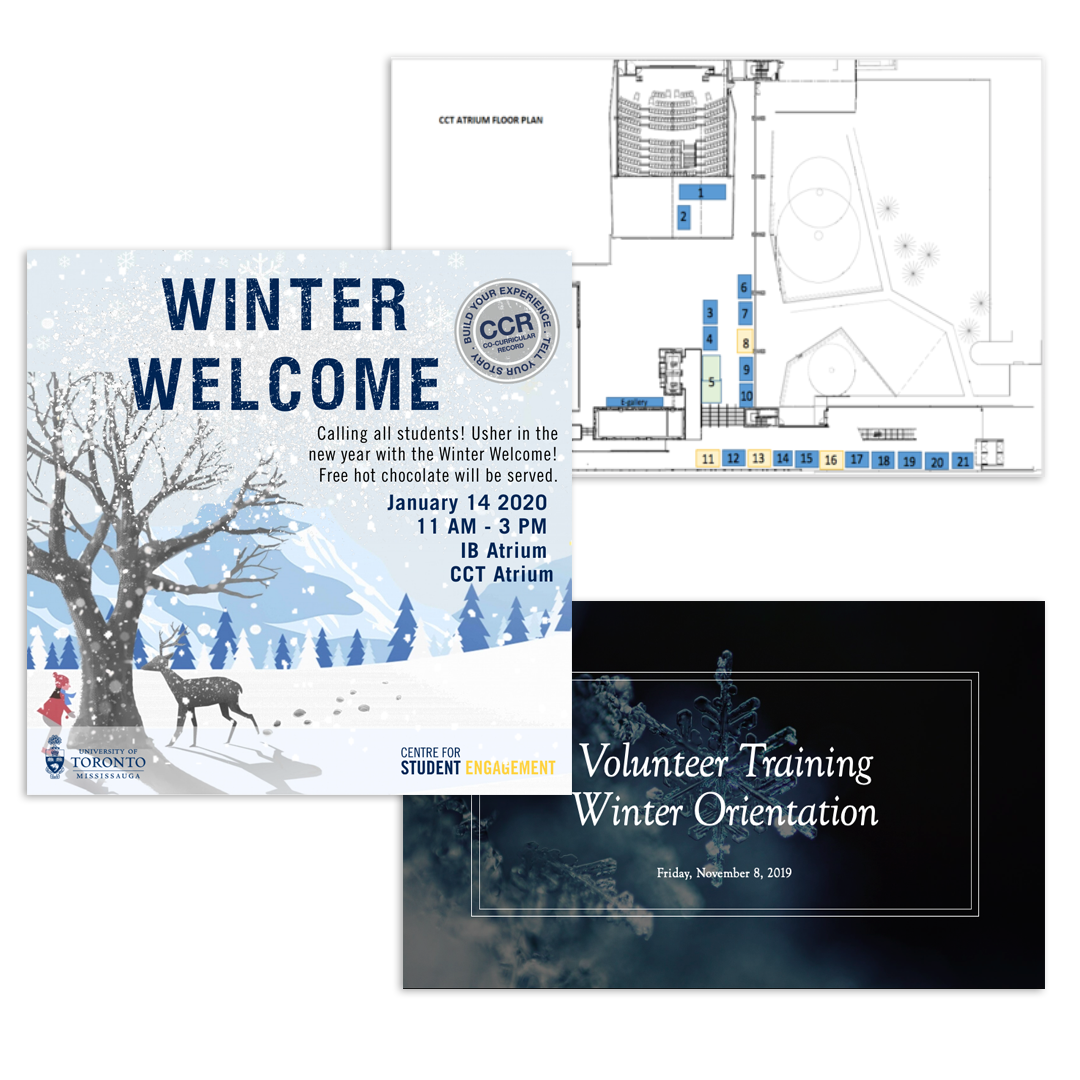 CCT ATRIUM FLOOR PLAN
1
2
3
4
5
6
7
8
9
10
E-gallery
11 12 13 14 15 16 17 18 19 20 21
WINTER
WELCOME
BUILD YOUR EXPERIENCE · TELL YOUR STORY ·
CCR
CO-CURRICULAR
RECORD
Calling all students! Usher in the
new year with the Winter Welcome!
Free hot chocolate will be served.
January 14 2020
11 AM - 3 PM
IB Atrium
CCT Atrium
UNIVERSITY OF
TORONTO
MISSISSAUGA
CENTRE FOR
STUDENT ENGAGEMENT
Volunteer Training
Winter Orientation
Friday, November 8, 2019